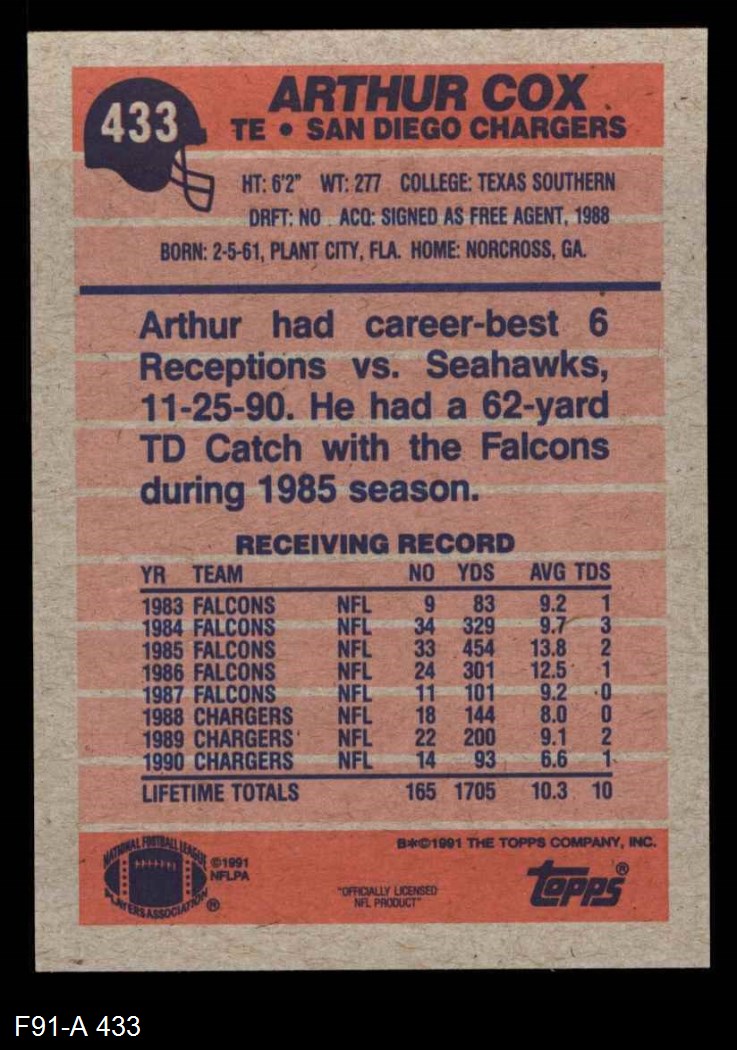 433
ARTHUR COX
TE • SAN DIEGO CHARGERS
HT: 6'2" WT: 277 COLLEGE: TEXAS SOUTHERN
DRFT: NO ACQ: SIGNED AS FREE AGENT, 1988
BORN: 2-5-61, PLANT CITY, FLA. HOME: NORCROSS, GA.
Arthur had career-best 6
Receptions vs. Seahawks,
11-25-90. He had a 62-yard
TD Catch with the Falcons
during 1985 season.
RECEIVING RECORD
YR TEAM NO YDS AVG TDS
1983 FALCONS NFL 9 83 9.2 1
1984 FALCONS NFL 34 329 9.7 3
1985 FALCONS NFL 33 454 13.8 2
1986 FALCONS NFL 24 301 12.5 1
1987 FALCONS NFL 11 101 9.2 0
1988 CHARGERS NFL 18 144 8.0 0
1989 CHARGERS NFL 22 200 9.1 2
1990 CHARGERS NFL 14 93 6.6 1
LIFETIME TOTALS 165 1705 10.3 10
B*©1991 THE TOPPS COMPANY, INC.
NATIONAL FOOTBALL LEAGUE
PLAYERS ASSOCIATION ®
©1991
NFLPA
"OFFICIALLY LICENSED
NFL PRODUCT"
topps®
F91-A 433